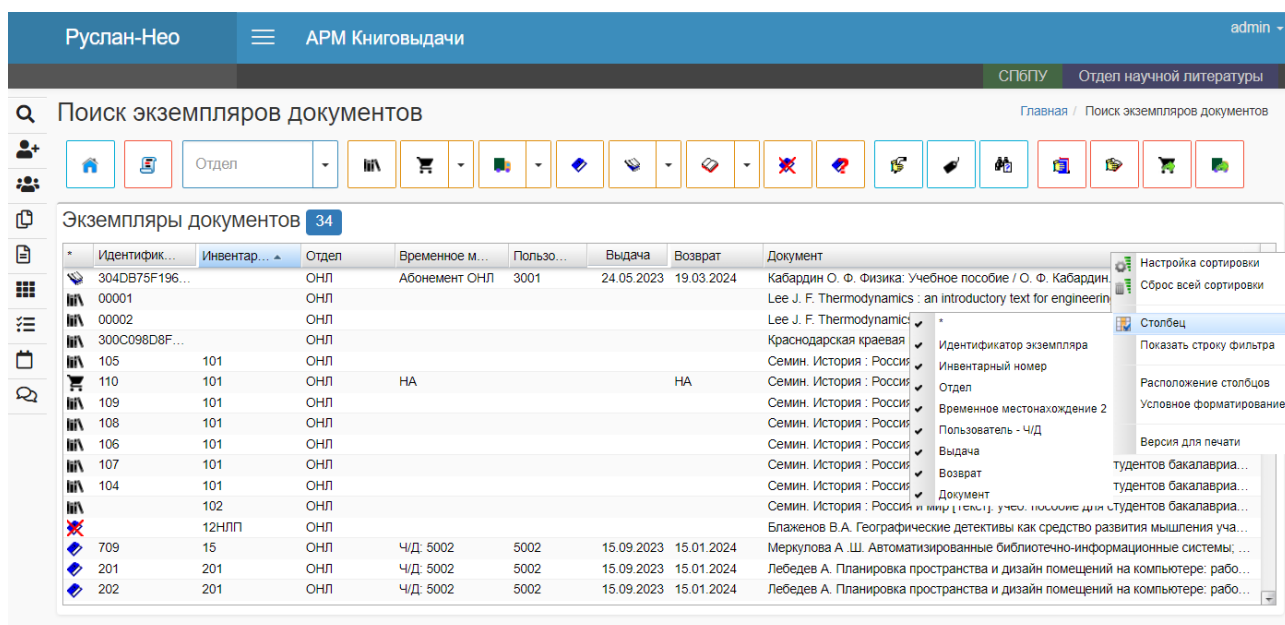 Руслан-Нео АРМ Книговыдачи admin
СПбПУ Отдел научной литературы
Поиск экземпляров документов Главная / Поиск экземпляров документов
Отдел
Экземпляры документов 34
* Идентифик... Инвентар... Отдел Временное м... Пользо... Выдача Возврат Документ
304DB75F196... ОНЛ Абонемент ОНЛ 3001 24.05.2023 19.03.2024 Кабардин О. Ф. Физика: Учебное пособие / О. Ф. Кабардин.
00001 ОНЛ Lee J. F. Thermodynamics : an introductory text for engineerin
00002 ОНЛ Lee J. F. Thermodynamics
300C098D8F... ОНЛ Краснодарская краевая
105 101 ОНЛ Семин. История : Россия
110 101 ОНЛ НА НА Семин. История : Россия
109 101 ОНЛ Семин. История : Россия
108 101 ОНЛ Семин. История : Россия
106 101 ОНЛ Семин. История : Россия
107 101 ОНЛ Семин. История : Россия тудентов бакалавриа...
104 101 ОНЛ Семин. История : Россия тудентов бакалавриа...
102 ОНЛ Семин. История : Россия и мир [Текст]: учеб. пособие для студентов бакалавриа...
12НЛП ОНЛ Блаженов В.А. Географические детективы как средство развития мышления уча...
709 15 ОНЛ Ч/Д: 5002 5002 15.09.2023 15.01.2024 Меркулова А .Ш. Автоматизированные библиотечно-информационные системы; ...
201 201 ОНЛ Ч/Д: 5002 5002 15.09.2023 15.01.2024 Лебедев А. Планировка пространства и дизайн помещений на компьютере: рабо...
202 201 ОНЛ Ч/Д: 5002 5002 15.09.2023 15.01.2024 Лебедев А. Планировка пространства и дизайн помещений на компьютере: рабо...
Настройка сортировки
Сброс всей сортировки
Столбец
Показать строку фильтра
Расположение столбцов
Условное форматирование
Версия для печати
*
Идентификатор экземпляра
Инвентарный номер
Отдел
Временное местонахождение 2
Пользователь - Ч/Д
Выдача
Возврат
Документ